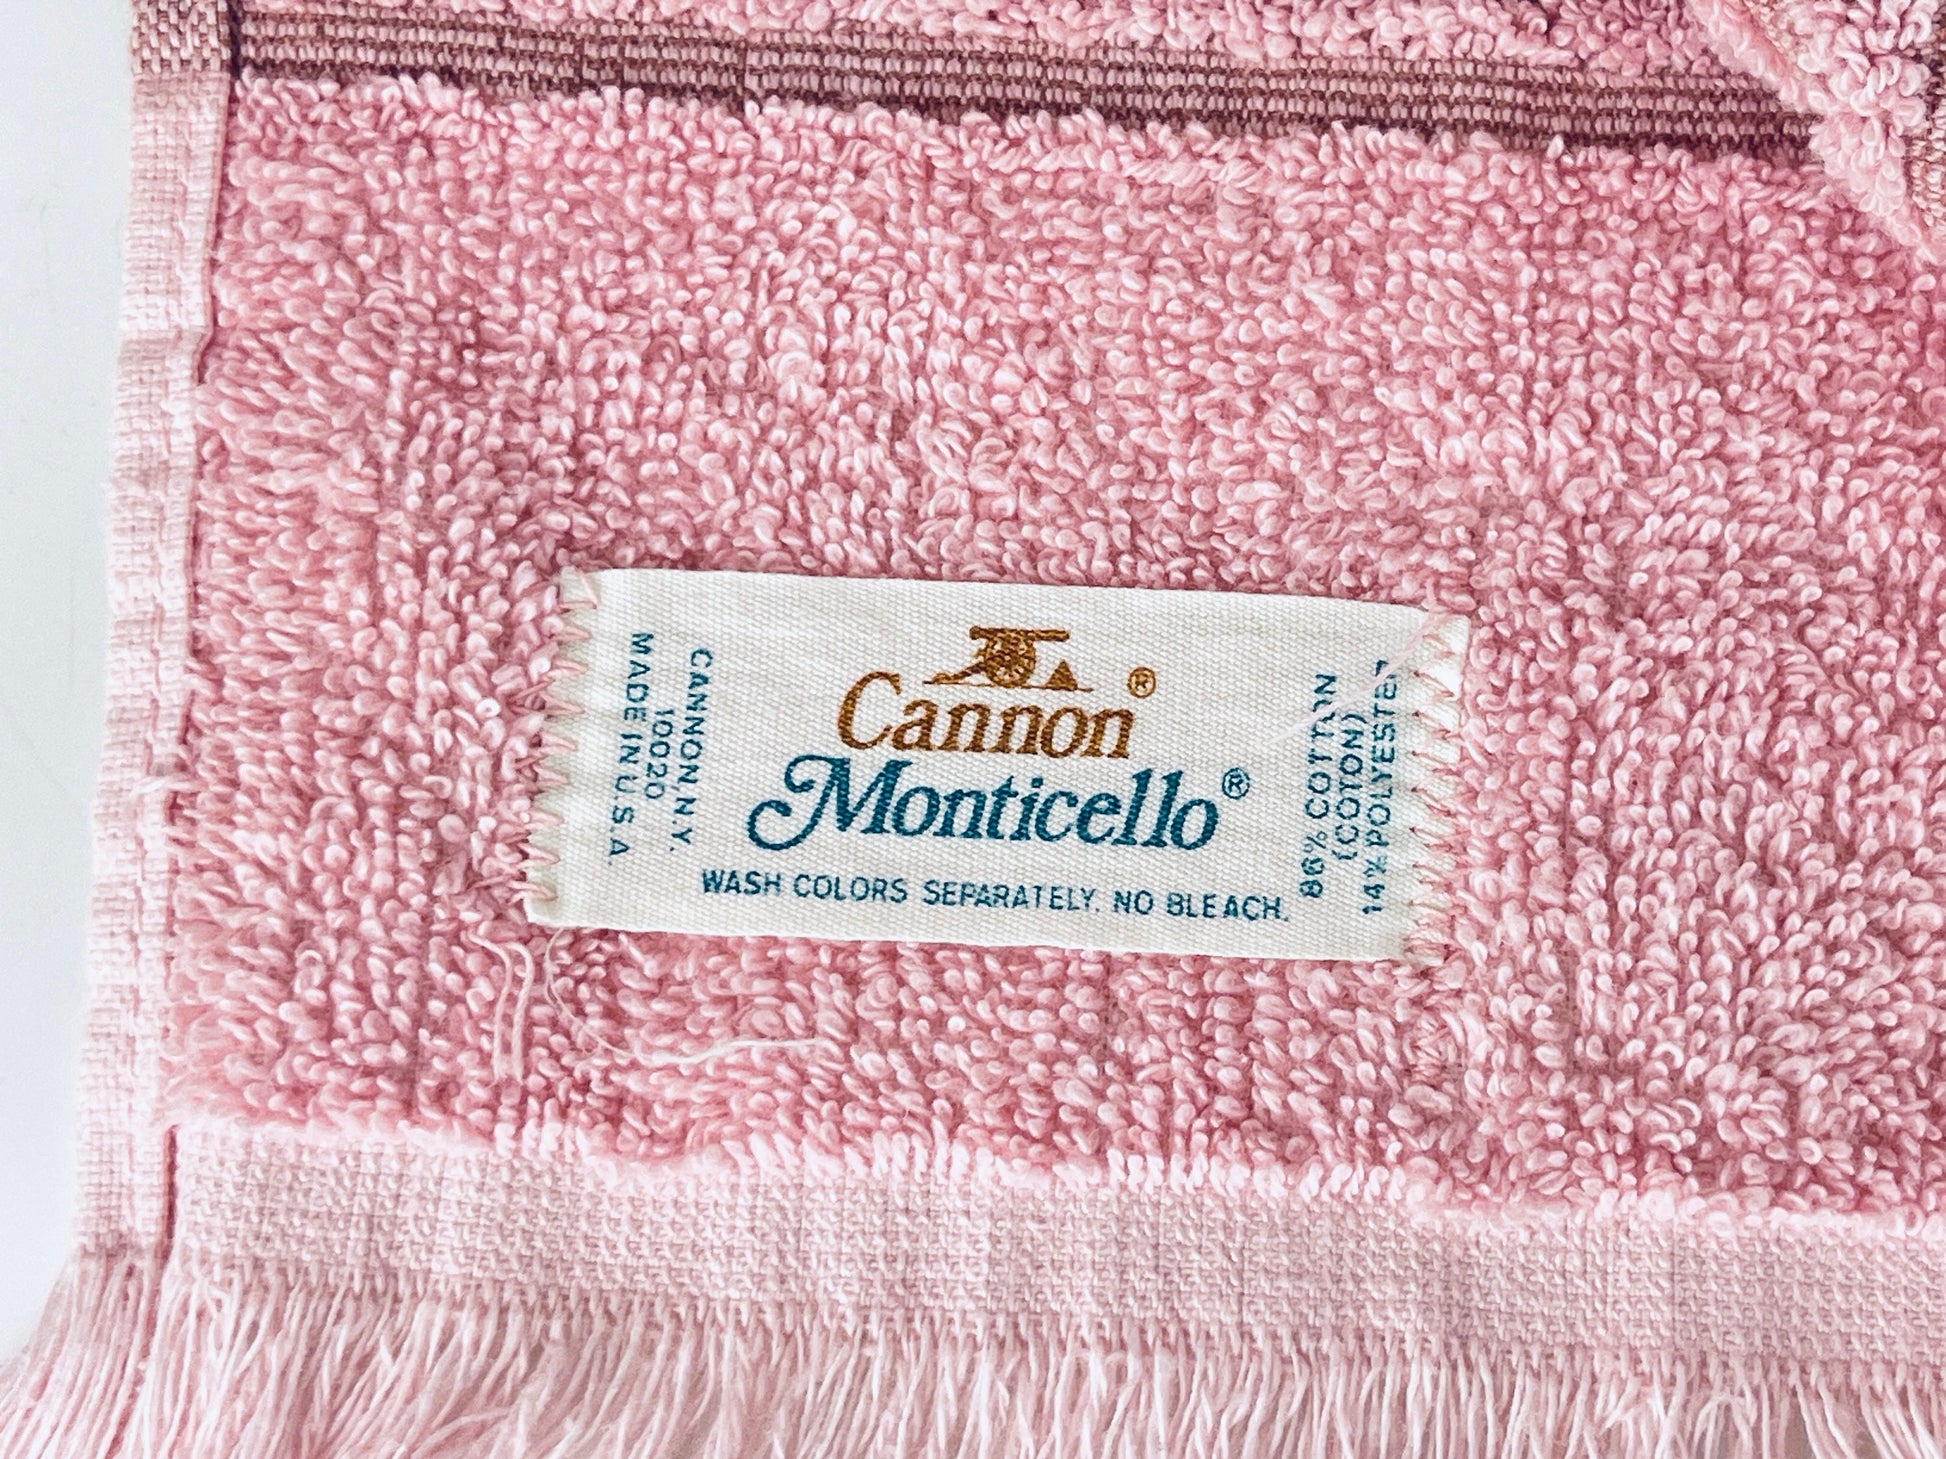 CANNON, N.Y.
10020
MADE IN U.S.A.
Cannon®
Monticello®
WASH COLORS SEPARATELY. NO BLEACH.
86% COTTON
(COTON)
14% POLYESTER